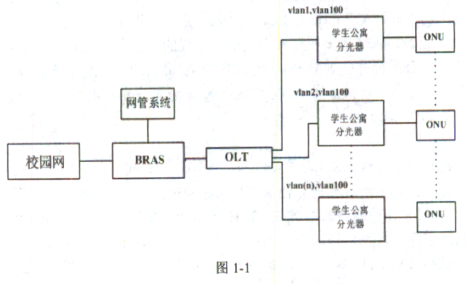 vlan1,vlan100
学生公寓
分光器
ONU
网管系统
vlan2,vlan100
学生公寓
分光器
ONU
校园网
BRAS
OLT
vlan(n),vlan100
学生公寓
分光器
ONU
图 1-1